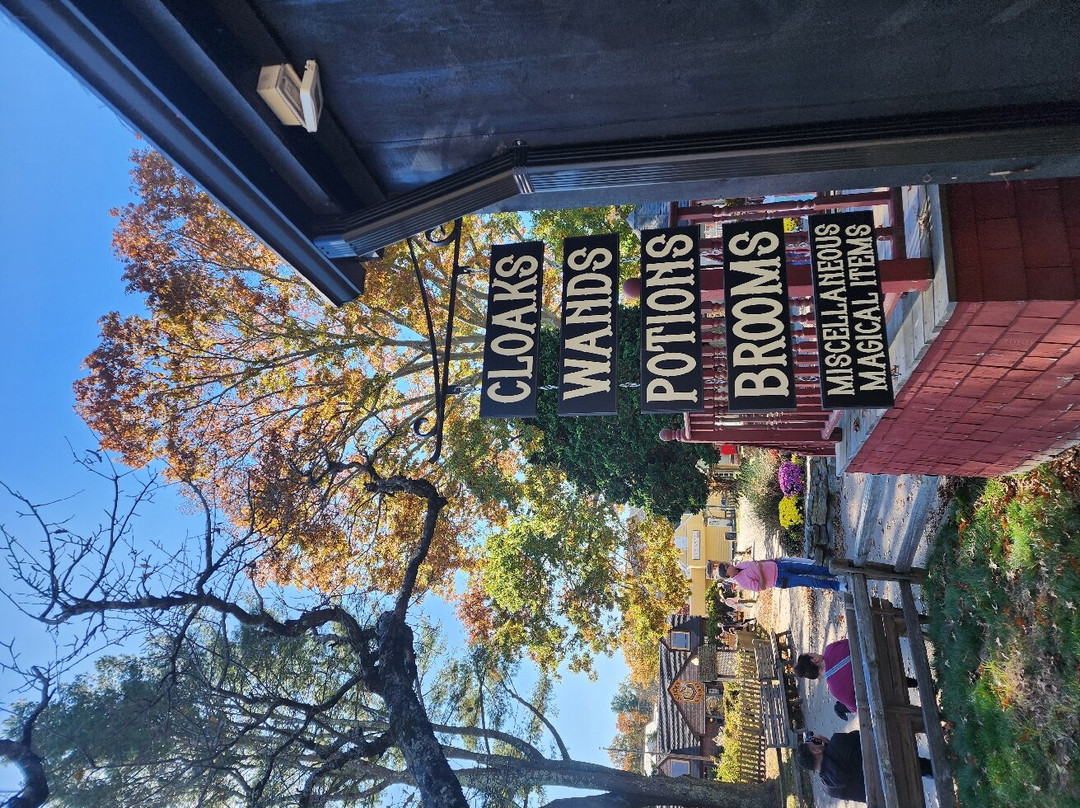 CLOAKS
WANDS
POTIONS
BROOMS
MISCELLANEOUS
MAGICAL ITEMS